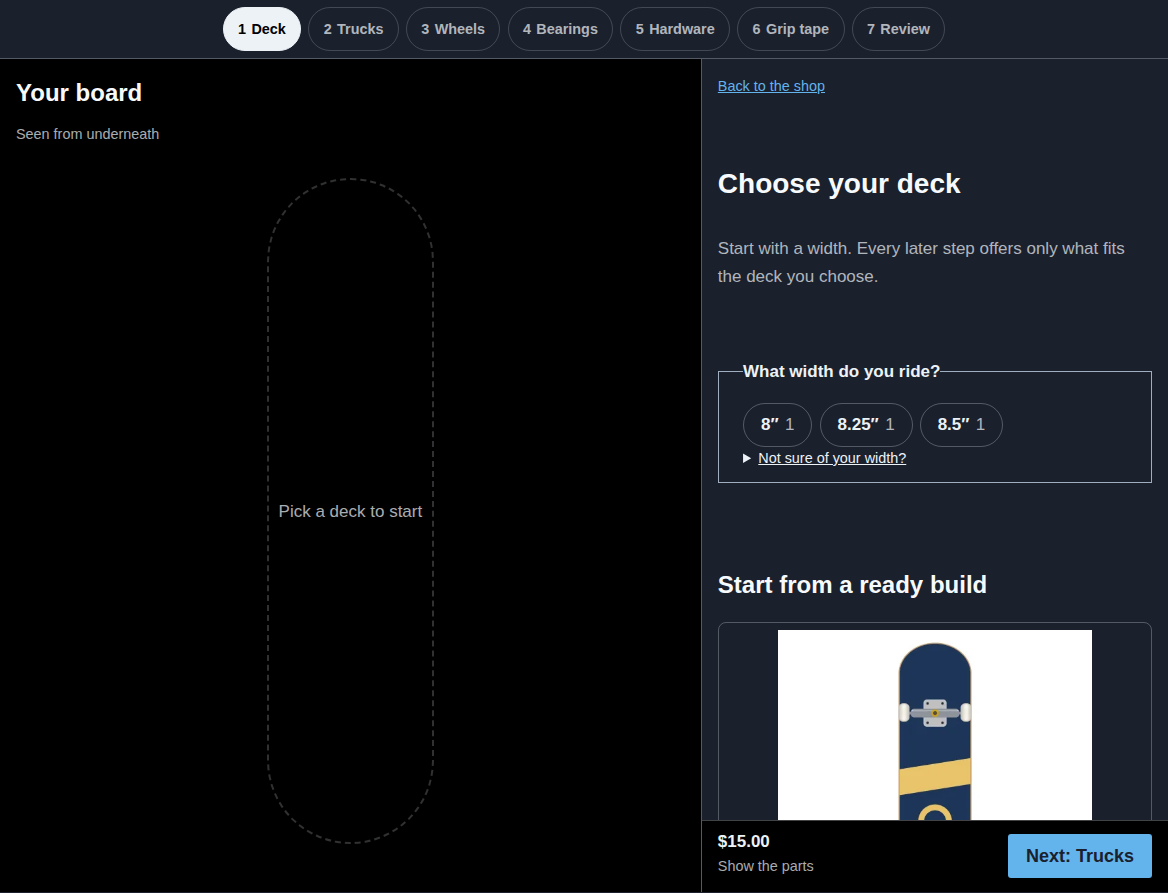 1 Deck
2 Trucks
3 Wheels
4 Bearings
5 Hardware
6 Grip tape
7 Review
Your board
Seen from underneath
Pick a deck to start
Back to the shop
Choose your deck
Start with a width. Every later step offers only what fits
the deck you choose.
What width do you ride?
8″ 1
8.25″ 1
8.5″ 1
Not sure of your width?
Start from a ready build
$15.00
Show the parts
Next: Trucks